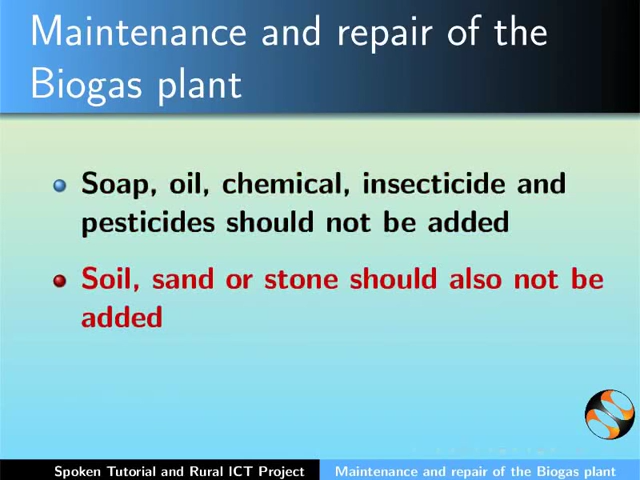 Maintenance and repair of the
Biogas plant
Soap, oil, chemical, insecticide and
pesticides should not be added
Soil, sand or stone should also not be
added
Spoken Tutorial and Rural ICT Project
Maintenance and repair of the Biogas plant